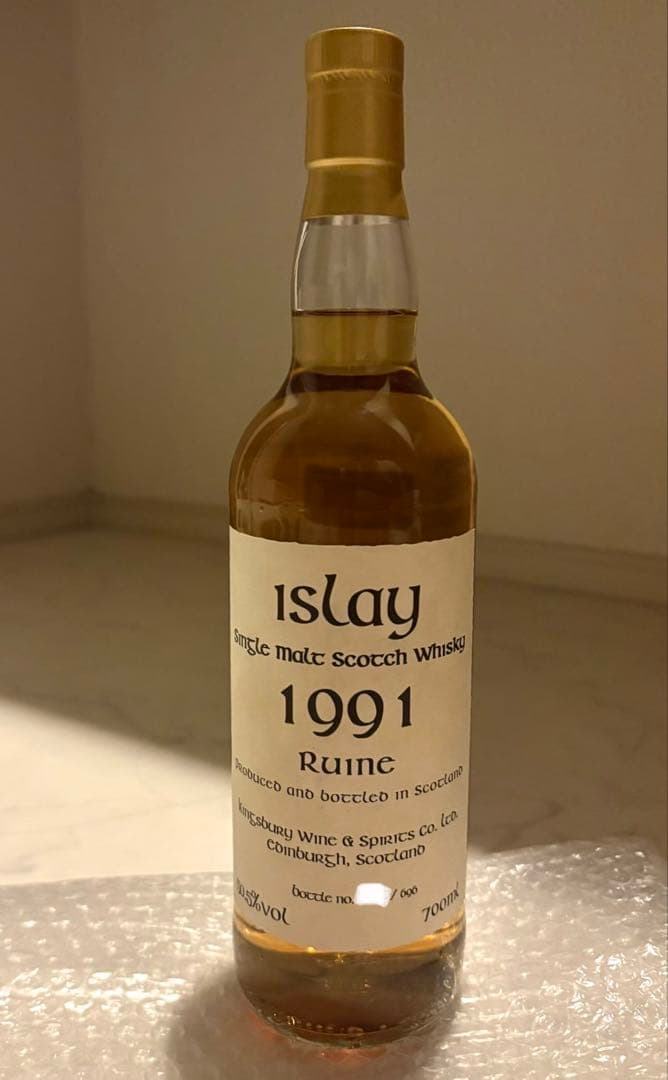 islay
Single Malt Scotch Whisky
1991
Ruine
Produced and bottled in Scotland
Kingsbury Wine & Spirits Co. Ltd.
Edinburgh, Scotland
bottle no. / 696
%vol
700ml